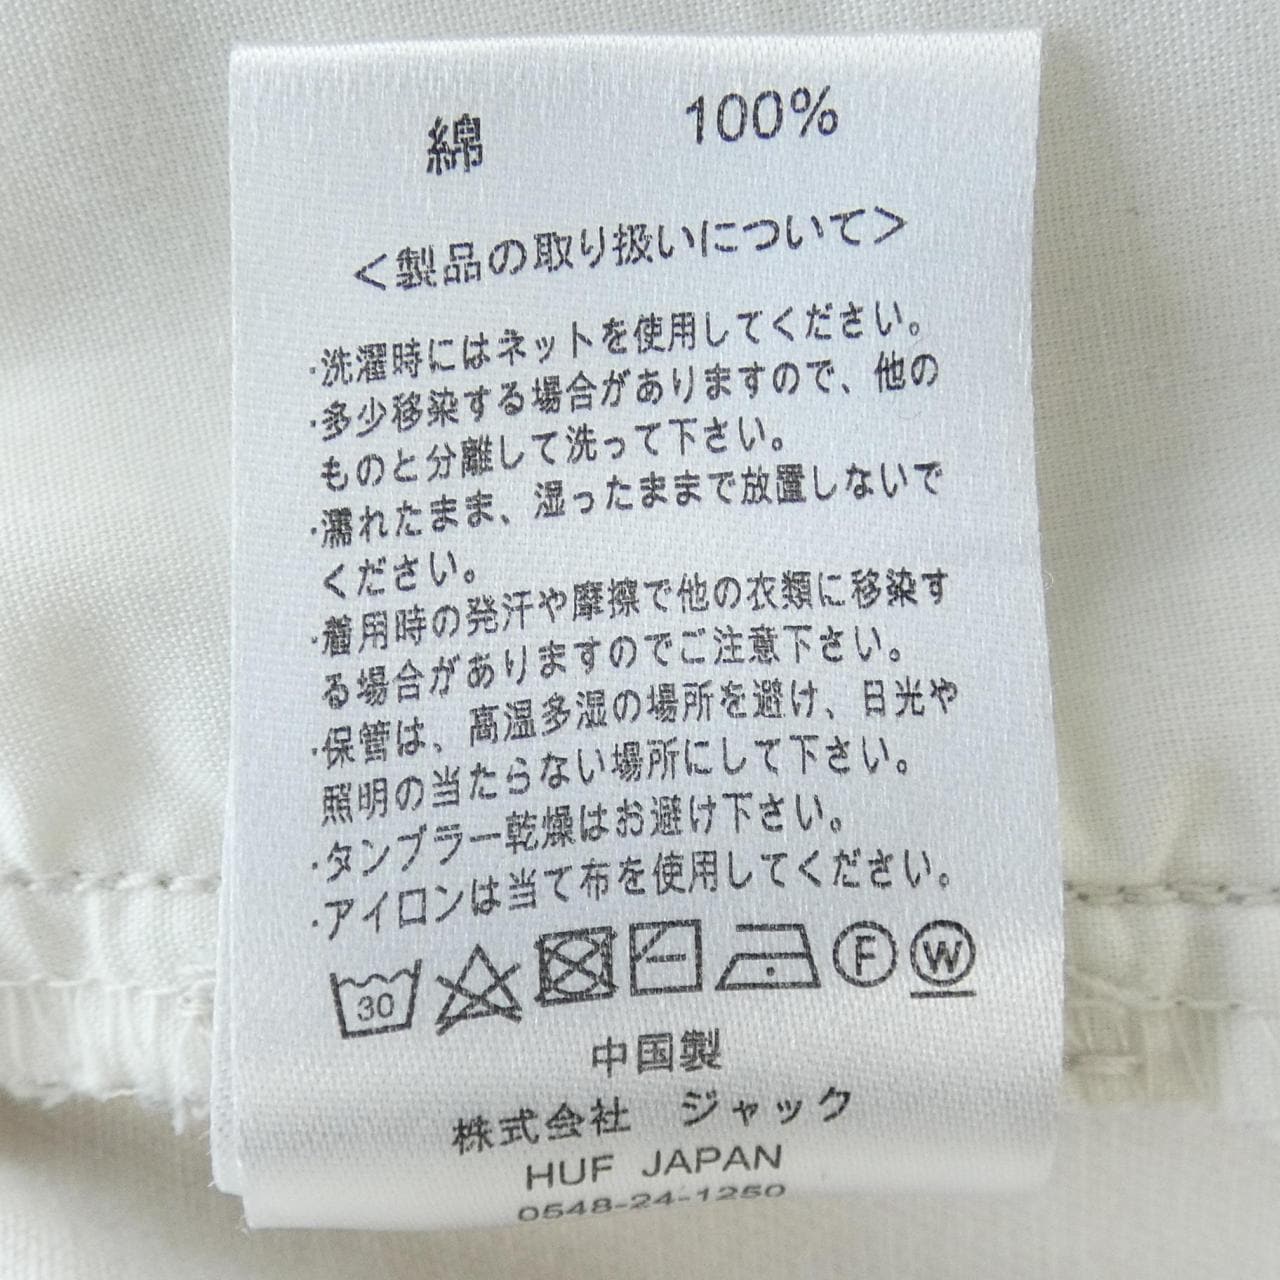 綿 100%
＜製品の取り扱いについて＞
・洗濯時にはネットを使用してください。
・多少移染する場合がありますので、他の
ものと分離して洗って下さい。
・濡れたまま、湿ったままで放置しないで
ください。
・着用時の発汗や摩擦で他の衣類に移染す
る場合がありますのでご注意下さい。
・保管は、高温多湿の場所を避け、日光や
照明の当たらない場所にして下さい。
・タンブラー乾燥はお避け下さい。
・アイロンは当て布を使用してください。
30 F W
中国製
株式会社 ジャック
HUF JAPAN
0548-24-1250